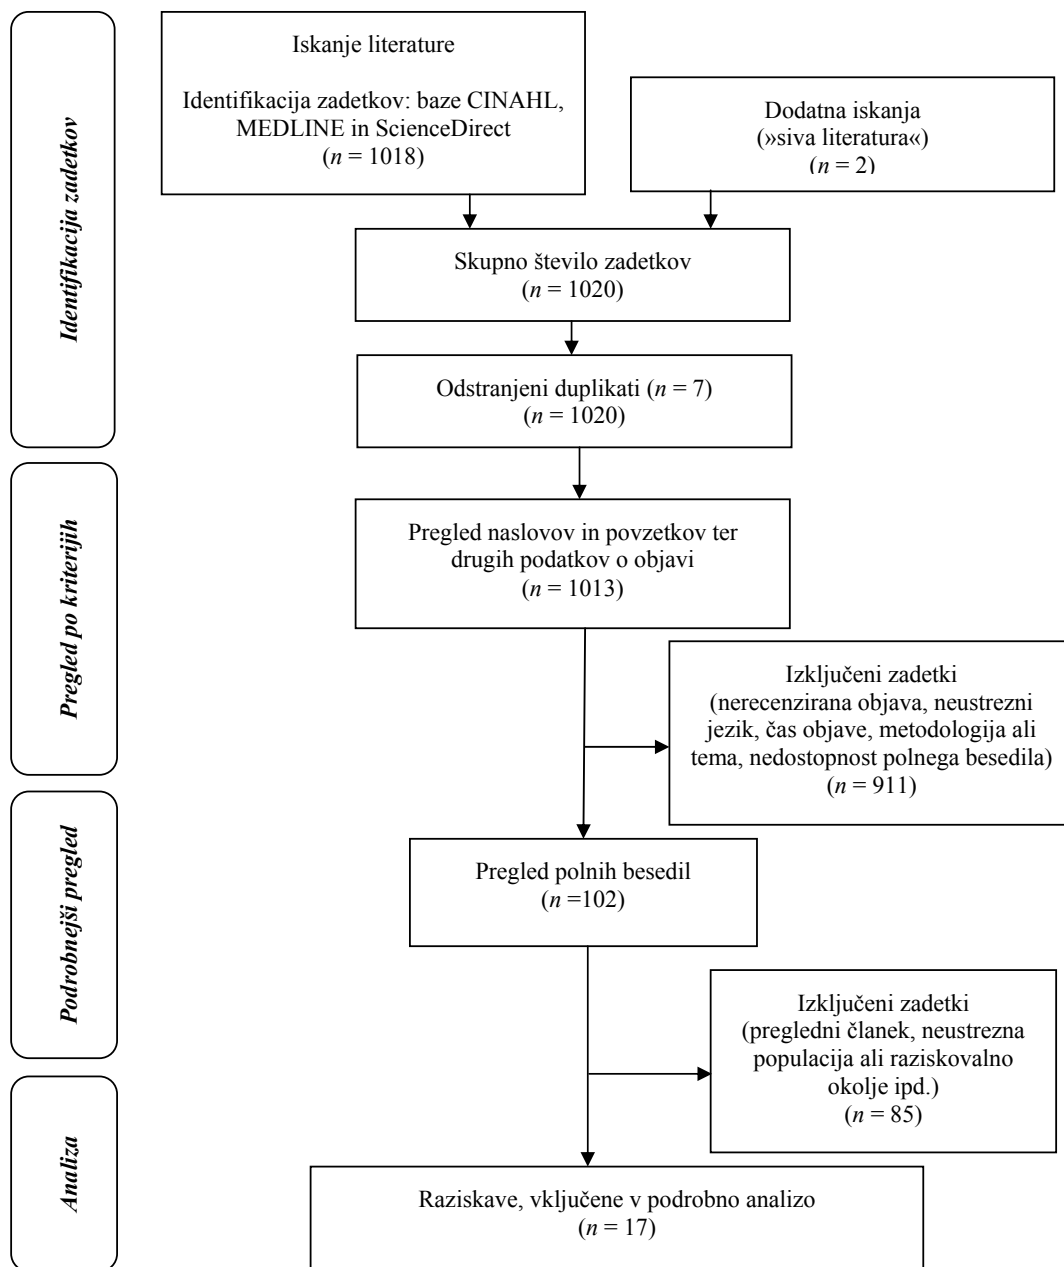 Identifikacija zadetkov
Iskanje literature
Identifikacija zadetkov: baze CINAHL,
MEDLINE in ScienceDirect
(n = 1018)
Dodatna iskanja
(»siva literatura«)
(n = 2)
Skupno število zadetkov
(n = 1020)
Odstranjeni duplikati (n = 7)
(n = 1020)
Pregled po kriterijih
Pregled naslovov in povzetkov ter
drugih podatkov o objavi
(n = 1013)
Izključeni zadetki
(nerecenzirana objava, neustrezni
jezik, čas objave, metodologija ali
tema, nedostopnost polnega besedila)
(n = 911)
Podrobnejši pregled
Pregled polnih besedil
(n =102)
Izključeni zadetki
(pregledni članek, neustrezna
populacija ali raziskovalno
okolje ipd.)
(n = 85)
Analiza
Raziskave, vključene v podrobno analizo
(n = 17)